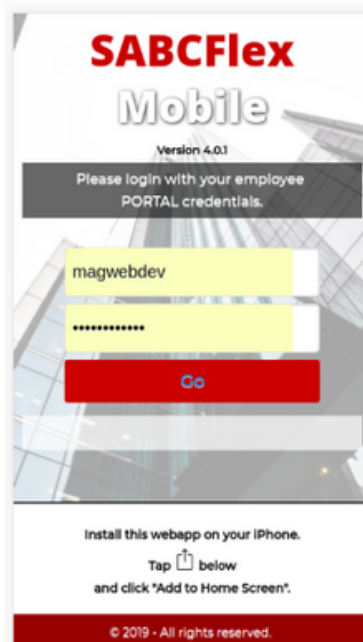 SABCFlex
Mobile
Version 4.0.1
Please login with your employee
PORTAL credentials.
magwebdev
••••••••••••
Go
Install this webapp on your iPhone.
Tap below
and click "Add to Home Screen".
© 2019 - All rights reserved.